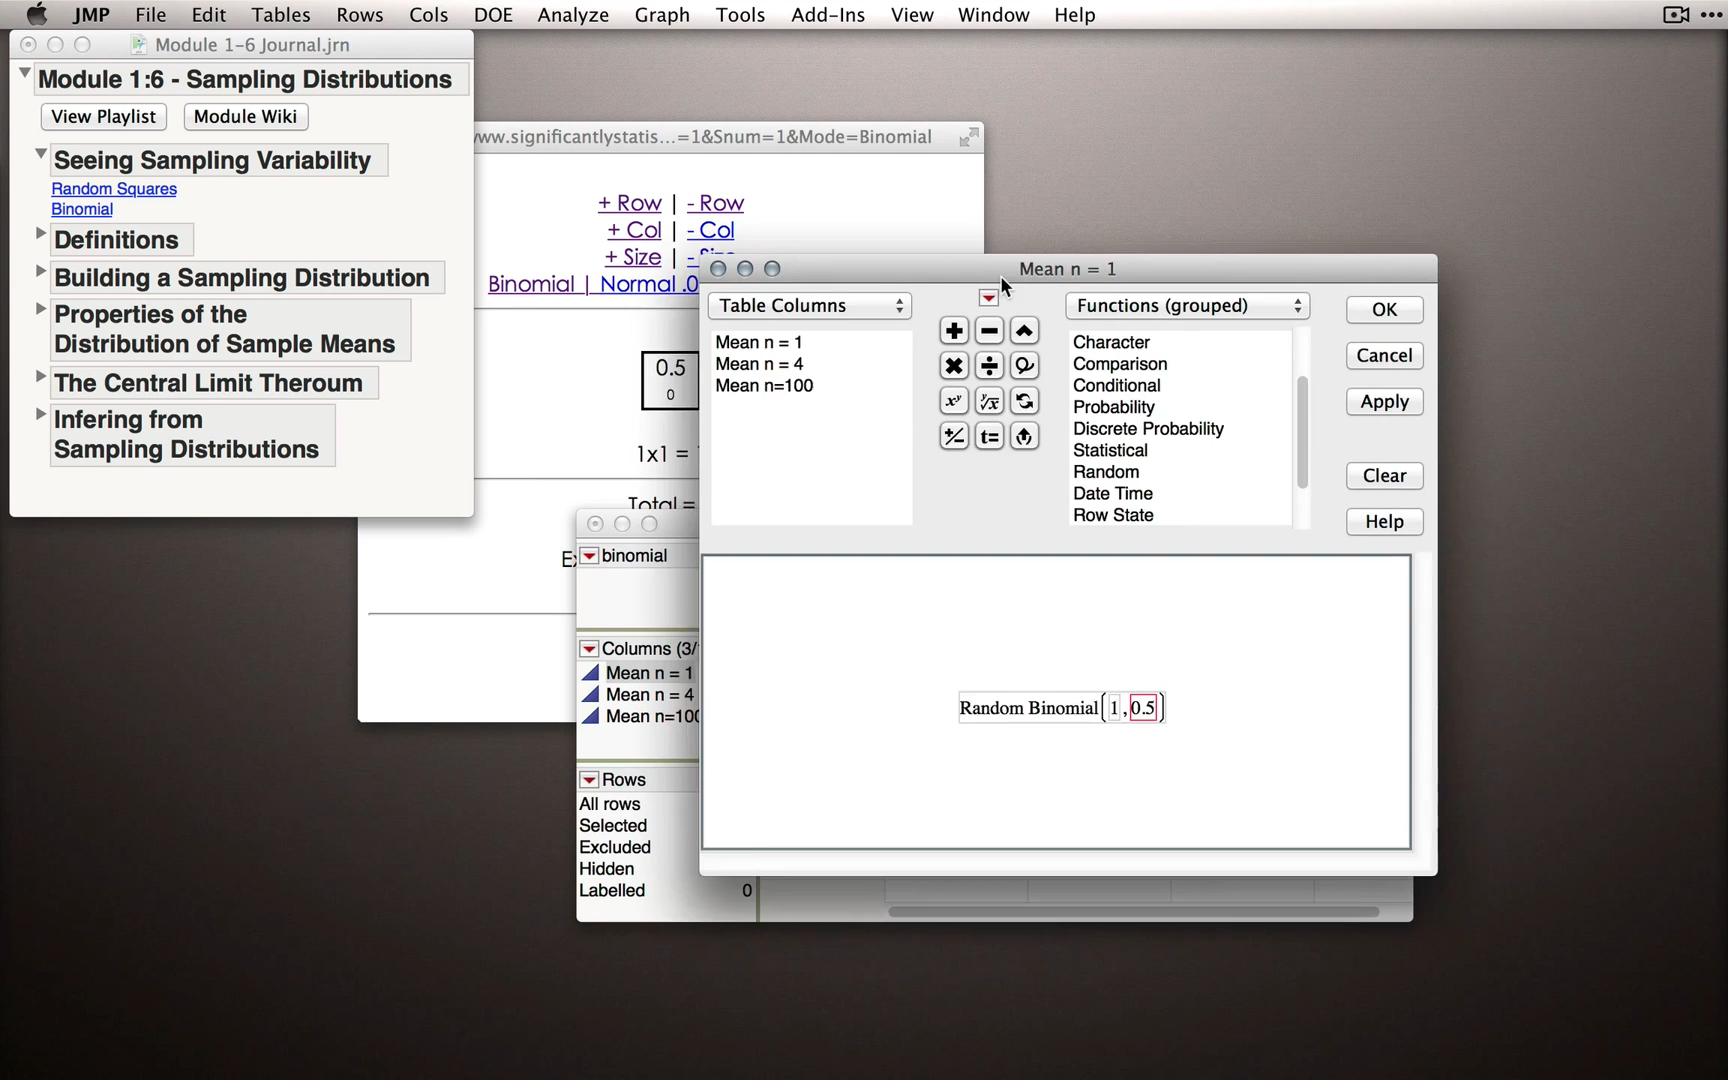 JMP File Edit Tables Rows Cols DOE Analyze Graph Tools Add-Ins View Window Help
Module 1-6 Journal.jrn
Module 1:6 - Sampling Distributions
View Playlist Module Wiki
Seeing Sampling Variability
Random Squares
Binomial
Definitions
Building a Sampling Distribution
Properties of the
Distribution of Sample Means
The Central Limit Theroum
Infering from
Sampling Distributions
www.significantlystatis...=1&Snum=1&Mode=Binomial
+ Row | - Row
+ Col | - Col
+ Size | - Size
Binomial | Normal .0
0.5
0
1x1 =
Total =
Ex
binomial
Columns (3/
Mean n = 1
Mean n = 4
Mean n=100
Rows
All rows
Selected
Excluded
Hidden
Labelled 0
Mean n = 1
Table Columns
Mean n = 1
Mean n = 4
Mean n=100
Functions (grouped)
Character
Comparison
Conditional
Probability
Discrete Probability
Statistical
Random
Date Time
Row State
OK
Cancel
Apply
Clear
Help
Random Binomial(1,0.5)